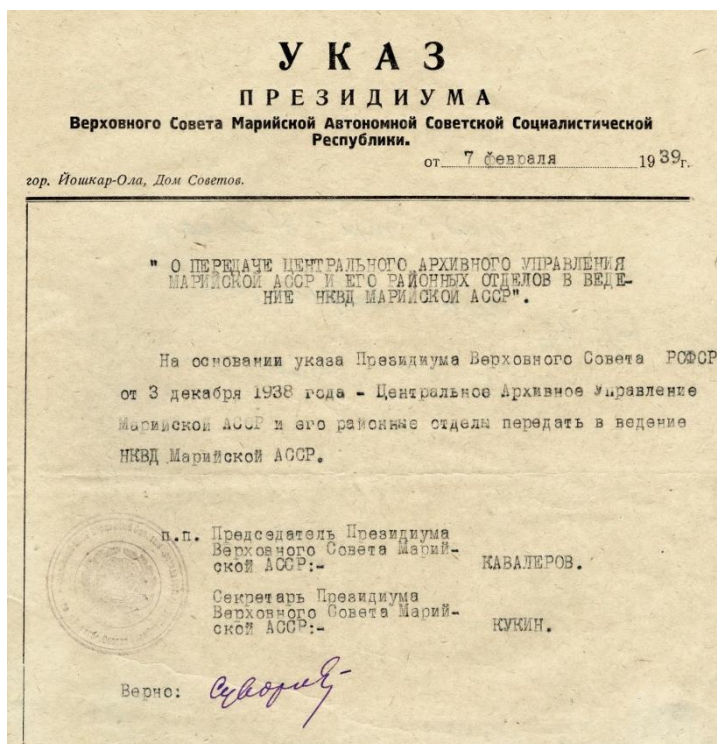 УКАЗ
ПРЕЗИДИУМА
Верховного Совета Марийской Автономной Советской Социалистической
Республики.
от 7 февраля 1939г.
гор. Йошкар-Ола, Дом Советов.
" О ПЕРЕДАЧЕ ЦЕНТРАЛЬНОГО АРХИВНОГО УПРАВЛЕНИЯ
МАРИЙСКОЙ АССР И ЕГО РАЙОННЫХ ОТДЕЛОВ В ВЕДЕ-
НИЕ НКВД МАРИЙСКОЙ АССР".
На основании указа Президиума Верховного Совета РСФСР
от 3 декабря 1938 года - Центральное Архивное Управление
Марийской АССР и его районные отделы передать в ведение
НКВД Марийской АССР.
п.п. Председатель Президиума
Верховного Совета Марий-
ской АССР:- КАВАЛЕРОВ.
Секретарь Президиума
Верховного Совета Марий-
ской АССР:- КУКИН.
Верно: